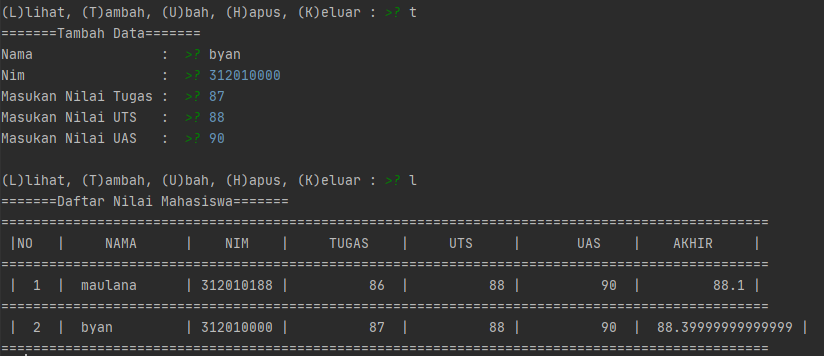 (L)lihat, (T)ambah, (U)bah, (H)apus, (K)eluar : >? t
=======Tambah Data=======
Nama                :  >? byan
Nim                 :  >? 312010000
Masukan Nilai Tugas :  >? 87
Masukan Nilai UTS   :  >? 88
Masukan Nilai UAS   :  >? 90
(L)lihat, (T)ambah, (U)bah, (H)apus, (K)eluar : >? l
=======Daftar Nilai Mahasiswa=======
================================================================================================
 |NO   |     NAMA      |    NIM    |     TUGAS    |     UTS     |       UAS    |    AKHIR     |
================================================================================================
 |  1  |  maulana      | 312010188 |          86  |          88 |          90  |         88.1 |
================================================================================================
 |  2  |  byan         | 312010000 |          87  |          88 |          90  |  88.39999999999999 |
================================================================================================